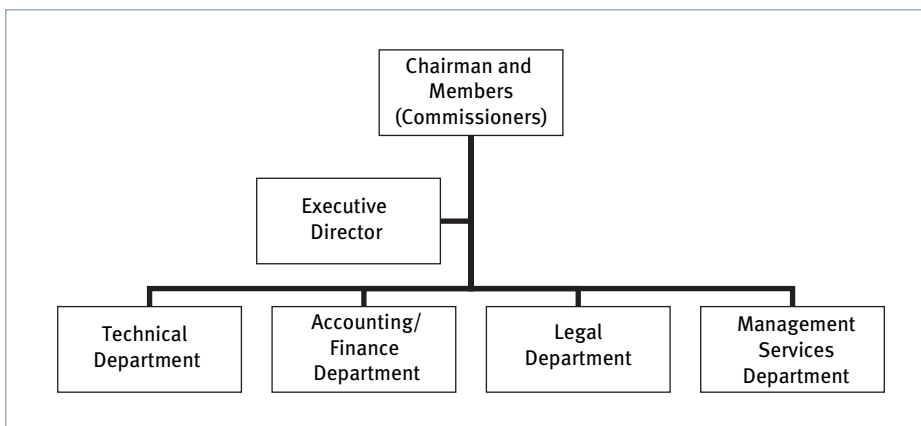 Chairman and
Members
(Commissioners)
Executive
Director
Technical
Department
Accounting/
Finance
Department
Legal
Department
Management
Services
Department